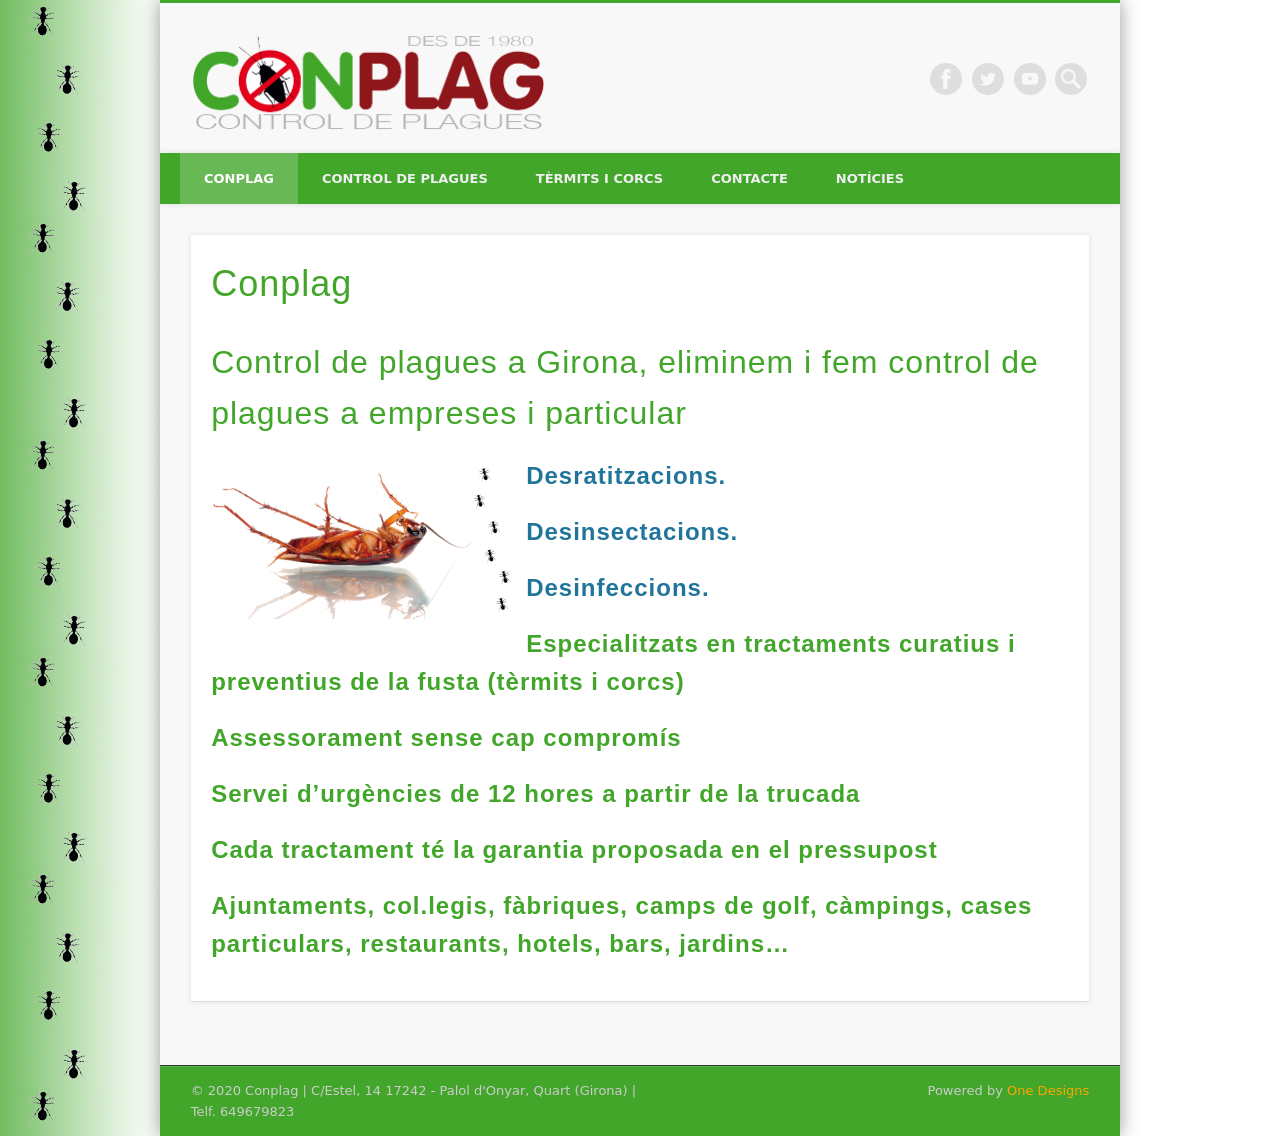 DES DE 1980
CONPLAG
CONTROL DE PLAGUES
CONPLAG CONTROL DE PLAGUES TÈRMITS I CORCS CONTACTE NOTÍCIES
Conplag
Control de plagues a Girona, eliminem i fem control de
plagues a empreses i particular
Desratitzacions.
Desinsectacions.
Desinfeccions.
Especialitzats en tractaments curatius i
preventius de la fusta (tèrmits i corcs)
Assessorament sense cap compromís
Servei d’urgències de 12 hores a partir de la trucada
Cada tractament té la garantia proposada en el pressupost
Ajuntaments, col.legis, fàbriques, camps de golf, càmpings, cases
particulars, restaurants, hotels, bars, jardins…
© 2020 Conplag | C/Estel, 14 17242 - Palol d'Onyar, Quart (Girona) |
Telf. 649679823
Powered by One Designs